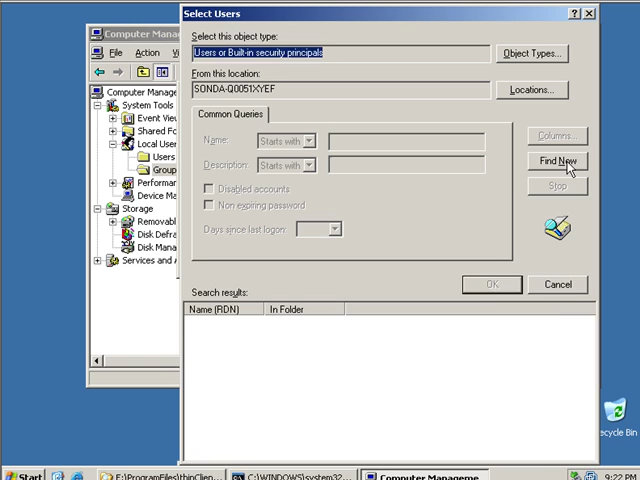 Select Users
Computer Manag
File Action
Computer Manage
System Tools
Event View
Shared Fo
Local User
Users
Group
Performan
Device Ma
Storage
Removabl
Disk Defra
Disk Mana
Services and A
Select this object type:
Users or Built-in security principals
Object Types...
From this location:
SONDA-Q0051XYEF
Locations...
Common Queries
Name: Starts with
Description: Starts with
Disabled accounts
Non expiring password
Days since last logon:
Columns...
Find Now
Stop
OK Cancel
Search results:
Name (RDN) In Folder
ecycle Bin
Start
E:\ProgramFiles\thinClien...
C:\WINDOWS\system32...
Computer Manageme...
9:22 PM